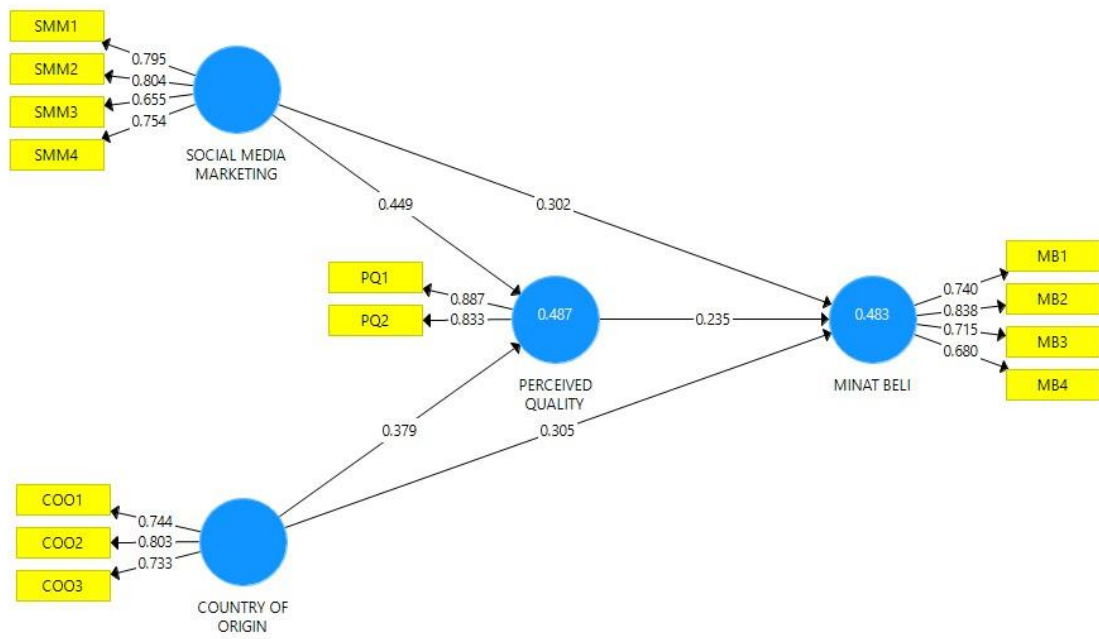 SMM1
SMM2
SMM3
SMM4
0.795
0.804
0.655
0.754
SOCIAL MEDIA
MARKETING
0.449
0.302
PQ1
PQ2
0.887
0.833
0.487
PERCEIVED
QUALITY
0.235
0.483
MINAT BELI
0.740
0.838
0.715
0.680
MB1
MB2
MB3
MB4
0.379
0.305
COO1
COO2
COO3
0.744
0.803
0.733
COUNTRY OF
ORIGIN